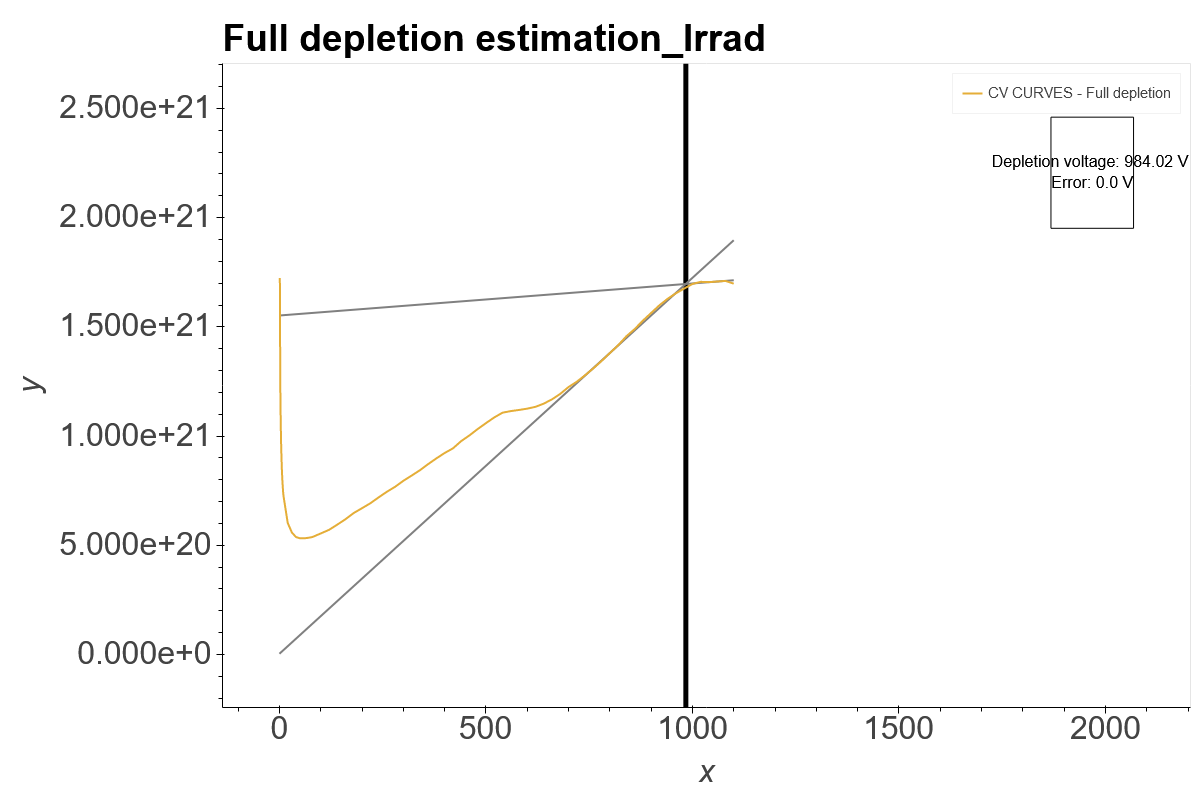 Full depletion estimation_Irrad
CV CURVES - Full depletion
Depletion voltage: 984.02 V
Error: 0.0 V
2.500e+21
2.000e+21
1.500e+21
1.000e+21
5.000e+20
0.000e+0
y
0 500 1000 1500 2000
x